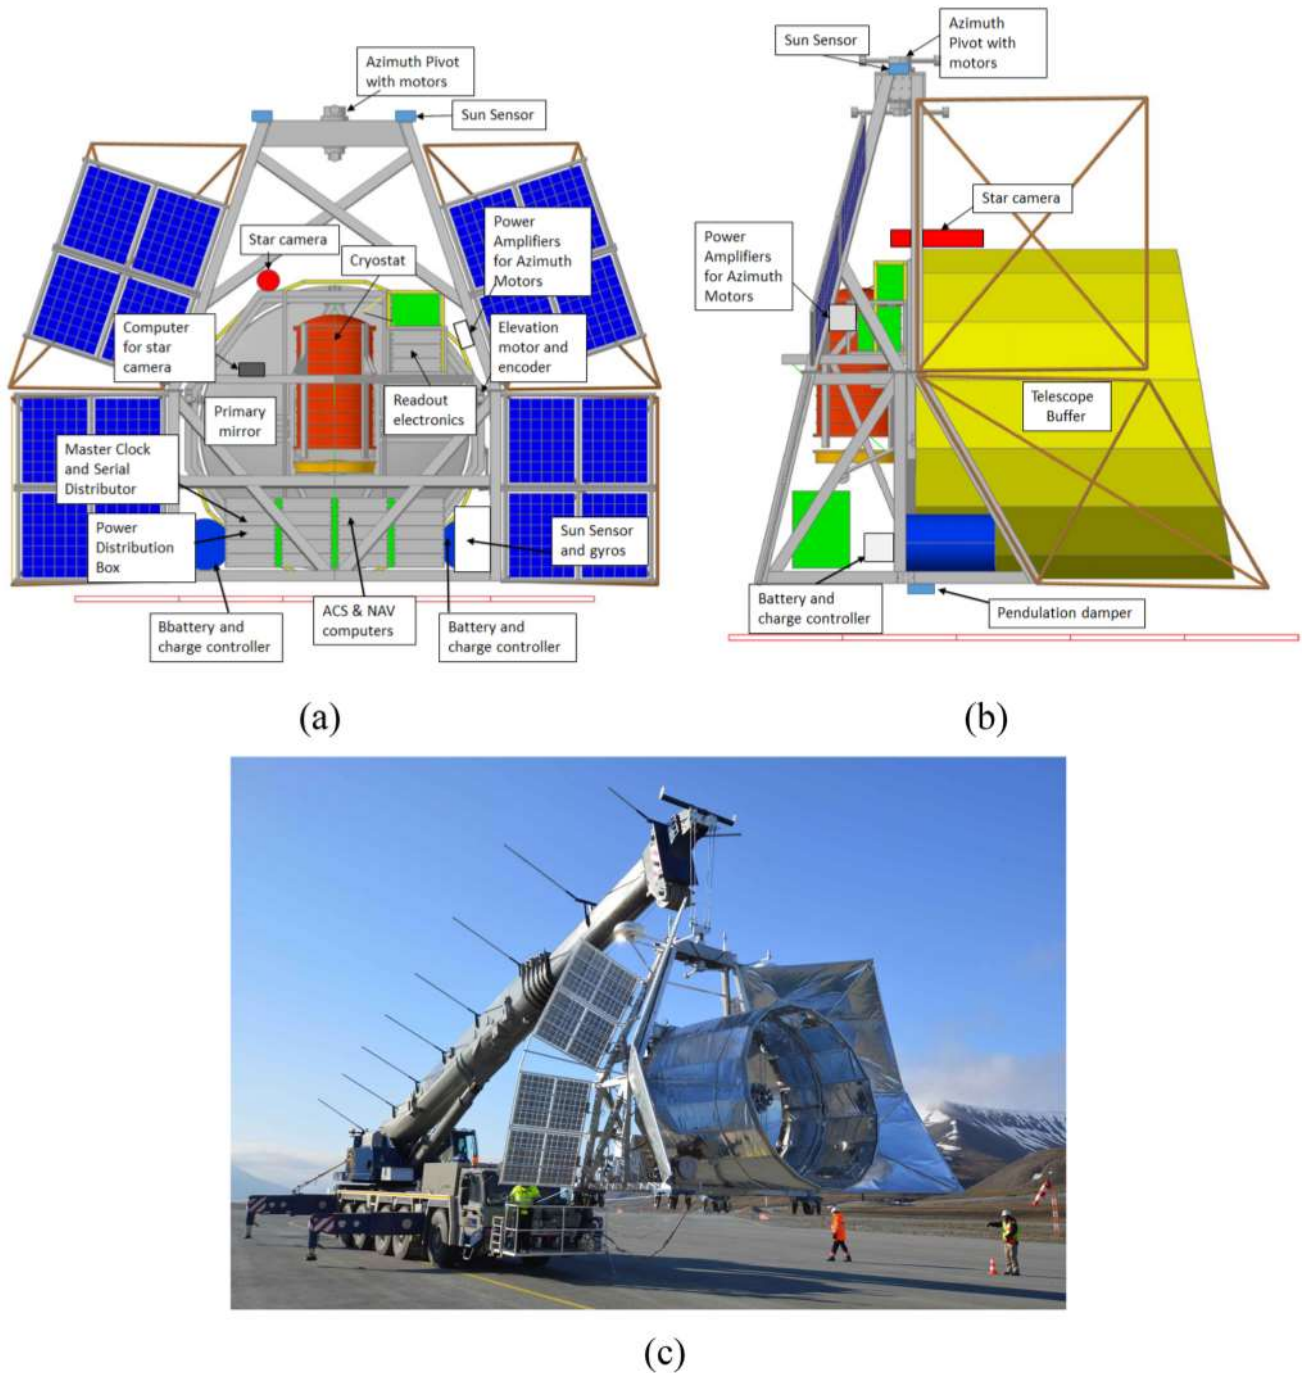 (a)
Azimuth Pivot
with motors
Sun Sensor
Star camera
Cryostat
Power
Amplifiers
for Azimuth
Motors
Computer
for star
camera
Elevation
motor and
encoder
Primary
mirror
Readout
electronics
Master Clock
and Serial
Distributor
Power
Distribution
Box
Sun Sensor
and gyros
Bbattery and
charge controller
ACS & NAV
computers
Battery and
charge controller
(b)
Sun Sensor
Azimuth
Pivot with
motors
Star camera
Power
Amplifiers
for Azimuth
Motors
Telescope
Buffer
Battery and
charge controller
Pendulation damper
(c)